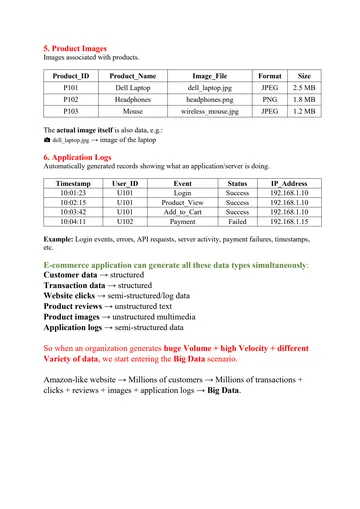 5. Product Images
Images associated with products.
Product_ID Product_Name Image_File Format Size
P101 Dell Laptop dell_laptop.jpg JPEG 2.5 MB
P102 Headphones headphones.png PNG 1.8 MB
P103 Mouse wireless_mouse.jpg JPEG 1.2 MB
The actual image itself is also data, e.g.:
📷 dell_laptop.jpg → image of the laptop
6. Application Logs
Automatically generated records showing what an application/server is doing.
Timestamp User_ID Event Status IP_Address
10:01:23 U101 Login Success 192.168.1.10
10:02:15 U101 Product_View Success 192.168.1.10
10:03:42 U101 Add_to_Cart Success 192.168.1.10
10:04:11 U102 Payment Failed 192.168.1.15
Example: Login events, errors, API requests, server activity, payment failures, timestamps,
etc.
E-commerce application can generate all these data types simultaneously:
Customer data → structured
Transaction data → structured
Website clicks → semi-structured/log data
Product reviews → unstructured text
Product images → unstructured multimedia
Application logs → semi-structured data
So when an organization generates huge Volume + high Velocity + different
Variety of data, we start entering the Big Data scenario.
Amazon-like website → Millions of customers → Millions of transactions +
clicks + reviews + images + application logs → Big Data.